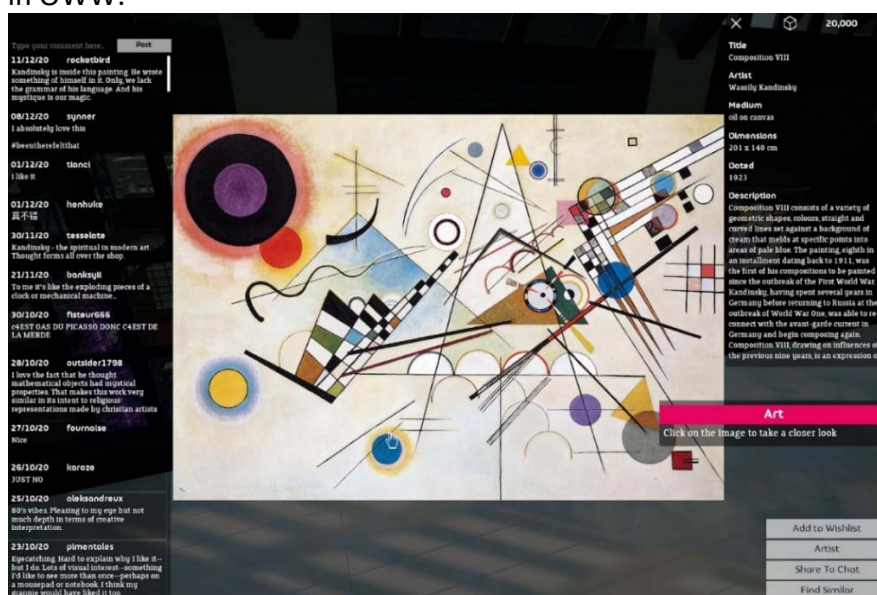 Type your comment here..
Post
11/12/20 rocketbird
Kandinsky is inside this painting. He wrote
something of himself in it. Only, we lack
the grammar of his language. And his
mystique is our magic.
08/12/20 synner
I absolutely love this
#beentherefeltthat
01/12/20 tianci
i like it
01/12/20 henhuke
真不错
30/11/20 tesselate
Kandinsky - the spiritual in modern art.
Thought forms all over the shop.
21/11/20 banksyll
To me it's like the exploding pieces of a
clock or mechanical machine..
30/10/20 fisteur666
c4EST 0AS DU PICASSO DONC C4EST DE
LA MERDE
28/10/20 outsider1798
I love the fact that he thought
mathematical objects had mystical
properties. That makes this work very
similar in its intent to religious
representations made by chrisitan artists
27/10/20 fournaise
Nice
26/10/20 kareze
JUST NO
25/10/20 aleksandreux
80's vibes. Pleasing to my eye but not
much depth in terms of creative
interpretation.
23/10/20 pimentoles
Eyecatching. Hard to explain why I like it--
but I do. Lots of visual interest--something
I'd like to see more than once--perhaps on
a mousepad or notebook. I think my
grannie would have liked it too.
20,000
Title
Composition VIII
Artist
Wassily Kandinsky
Medium
oil on canvas
Dimensions
201 x 140 cm
Dated
1923
Description
Composition VIII consists of a variety of
geometric shapes, colours, straight and
curved lines set against a background of
cream that melds at specific points into
areas of pale blue. The painting, eighth in
an installment dating back to 1911, was
the first of his compositions to be painted
since the outbreak of the First World War.
Kandinsky, having spent several years in
Germany before returning to Russia at the
outbreak of World War One, was able to re-
connect with the avant-garde current in
Germany and begin composing again.
Composition VIII, drawing on influences of
the previous nine years, is an expression o
Art
Click on the image to take a closer look
Add to Wishlist
Artist
Share To Chat
Find Similar